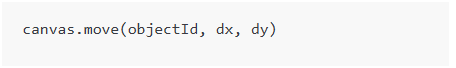 canvas.move(objectId, dx, dy)